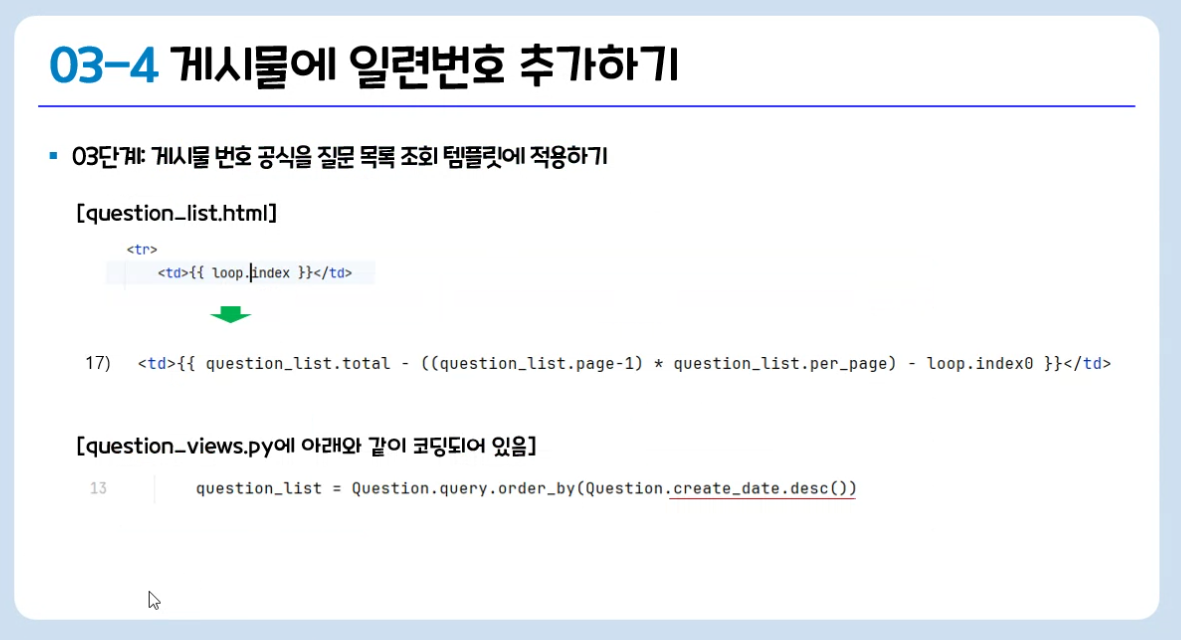 03-4 게시물에 일련번호 추가하기
03단계: 게시물 번호 공식을 질문 목록 조회 템플릿에 적용하기
[question_list.html]
<tr>
<td>{{ loop.index }}</td>
17) <td>{{ question_list.total - ((question_list.page-1) * question_list.per_page) - loop.index0 }}</td>
[question_views.py에 아래와 같이 코딩되어 있음]
13 question_list = Question.query.order_by(Question.create_date.desc())